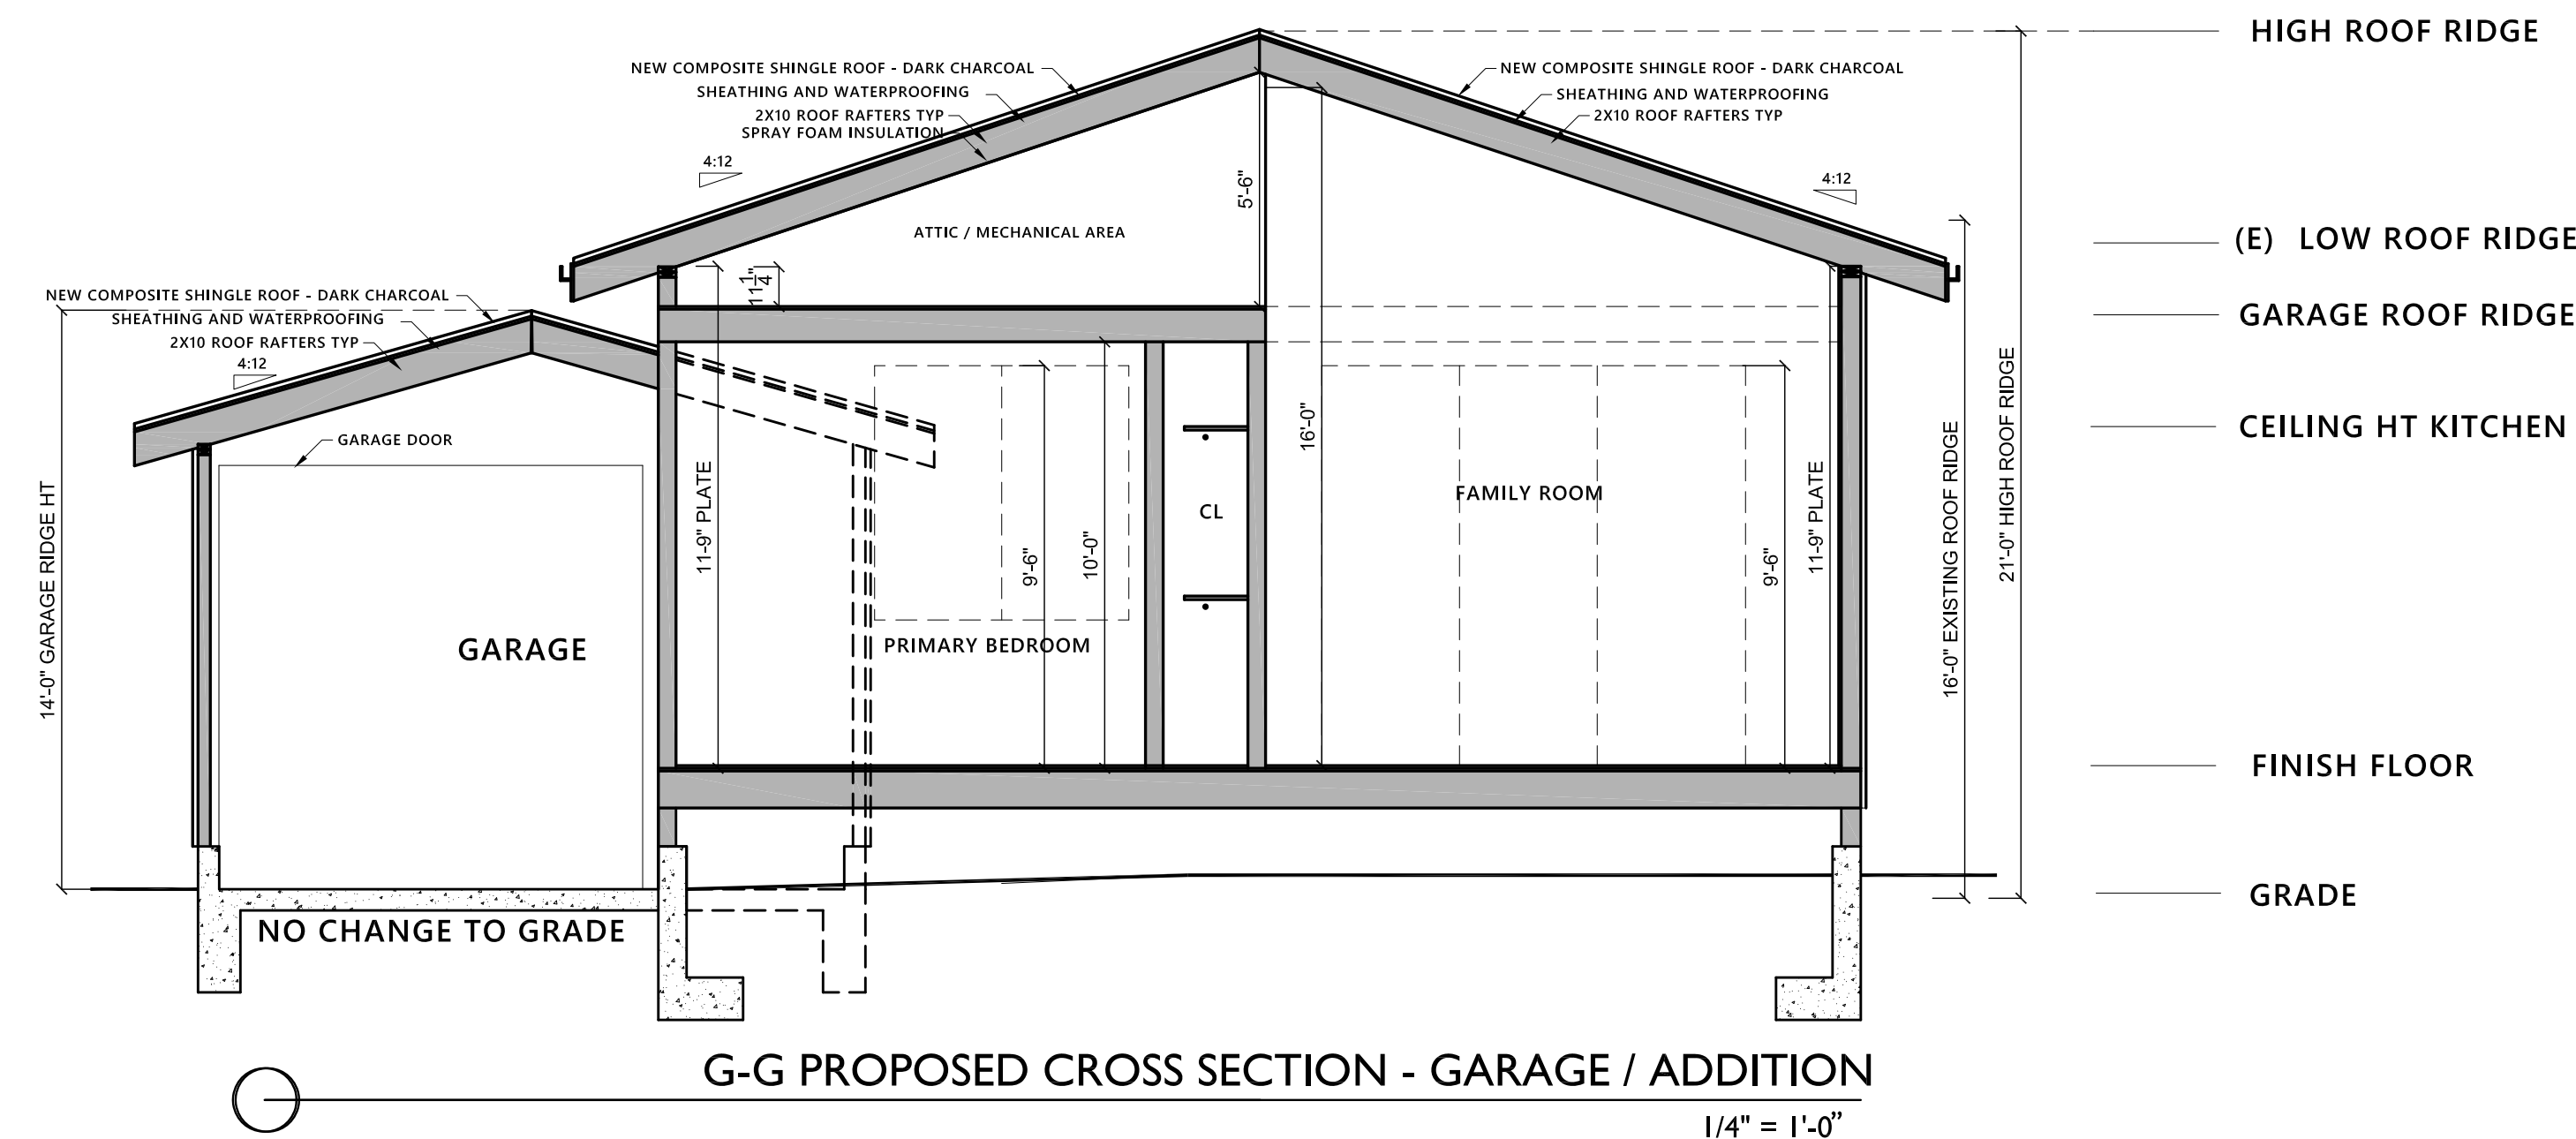 HIGH ROOF RIDGE
NEW COMPOSITE SHINGLE ROOF - DARK CHARCOAL
SHEATHING AND WATERPROOFING
2X10 ROOF RAFTERS TYP
SPRAY FOAM INSULATION
NEW COMPOSITE SHINGLE ROOF - DARK CHARCOAL
SHEATHING AND WATERPROOFING
2X10 ROOF RAFTERS TYP
4:12
4:12
5'-6"
ATTIC / MECHANICAL AREA
(E) LOW ROOF RIDGE
11 1/4"
NEW COMPOSITE SHINGLE ROOF - DARK CHARCOAL
SHEATHING AND WATERPROOFING
2X10 ROOF RAFTERS TYP
4:12
GARAGE ROOF RIDGE
GARAGE DOOR
CEILING HT KITCHEN
14'-0" GARAGE RIDGE HT
11-9" PLATE
9'-6"
10'-0"
CL
16'-0"
FAMILY ROOM
9'-6"
11-9" PLATE
16'-0" EXISTING ROOF RIDGE
21'-0" HIGH ROOF RIDGE
GARAGE
PRIMARY BEDROOM
FINISH FLOOR
GRADE
NO CHANGE TO GRADE
G-G PROPOSED CROSS SECTION - GARAGE / ADDITION
1/4" = 1'-0"